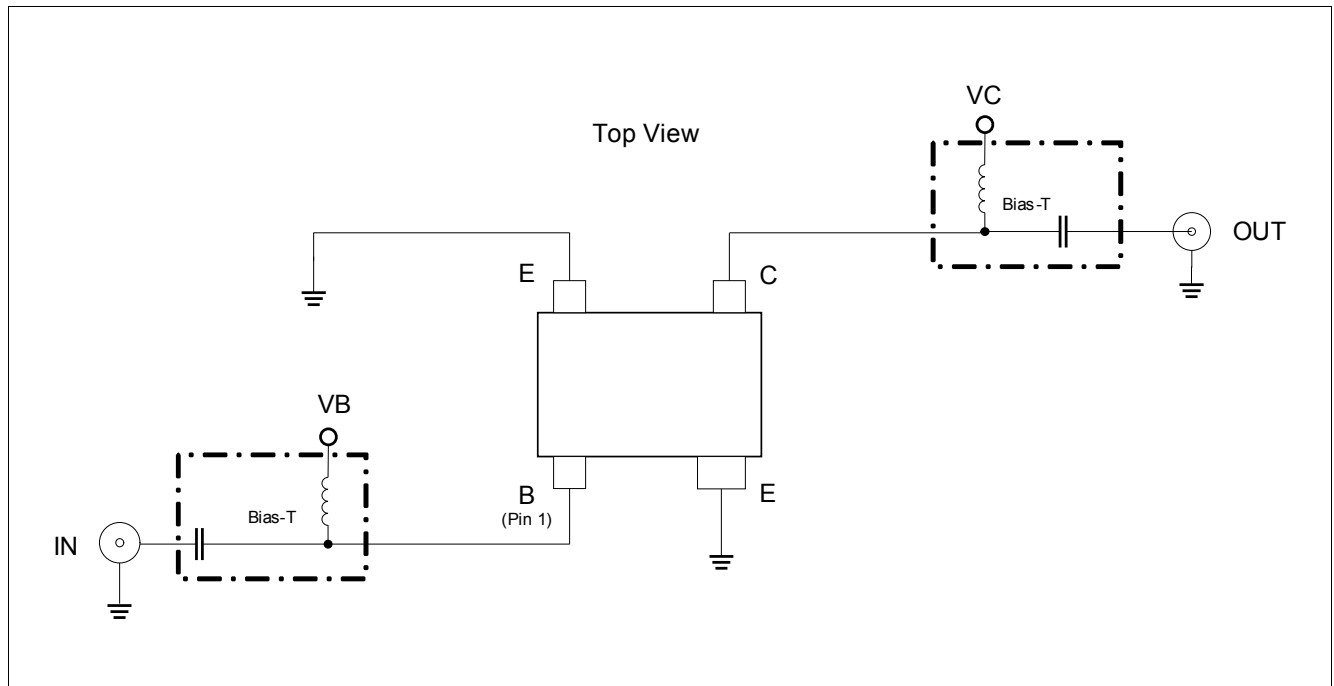 VC
Top View
Bias-T
OUT
E
C
VB
B
E
(Pin 1)
Bias-T
IN